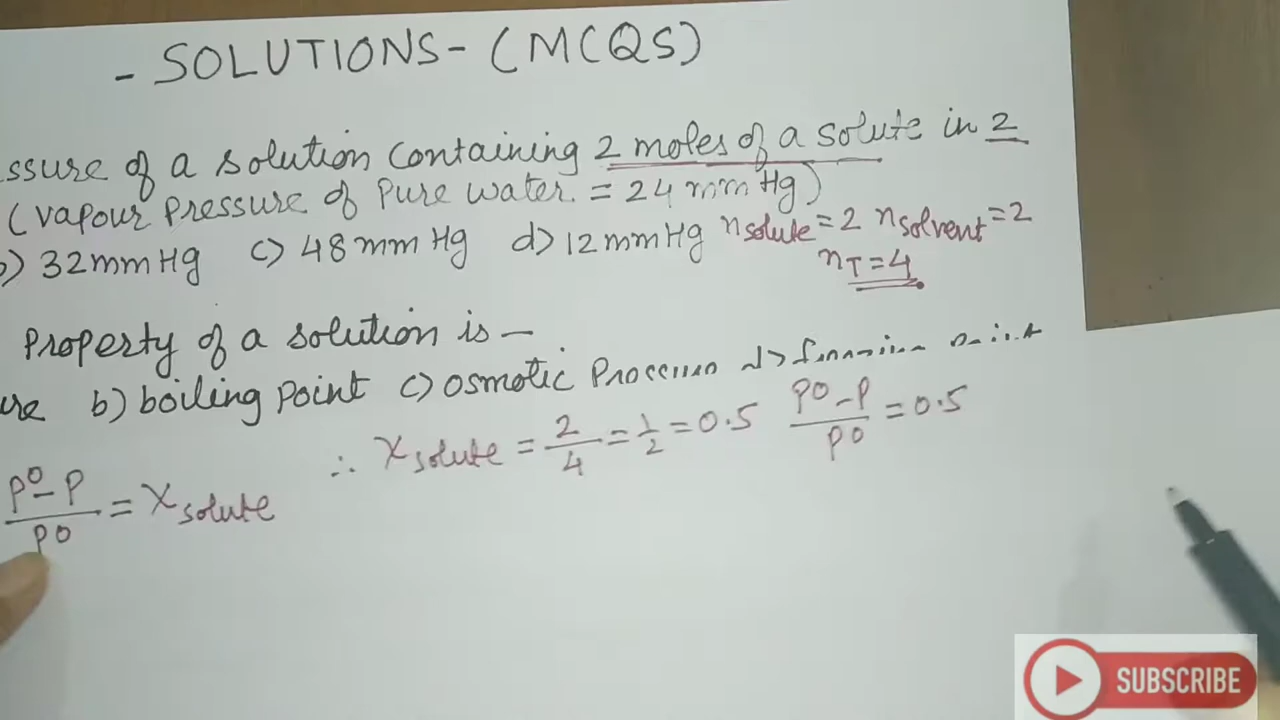 - SOLUTIONS - (MCQS)
ssure of a solution containing 2 moles of a solute in 2
(vapour pressure of pure water. = 24 mm Hg)
) 32 mm Hg c) 48 mm Hg d) 12 mm Hg n solute = 2 n solvent = 2
nT = 4
Property of a solution is —
ure b) boiling point c) osmotic
∴ X solute = 2/4 = 1/2 = 0.5 P0 - P / P0 = 0.5
P0 - P / P0 = X solute
SUBSCRIBE